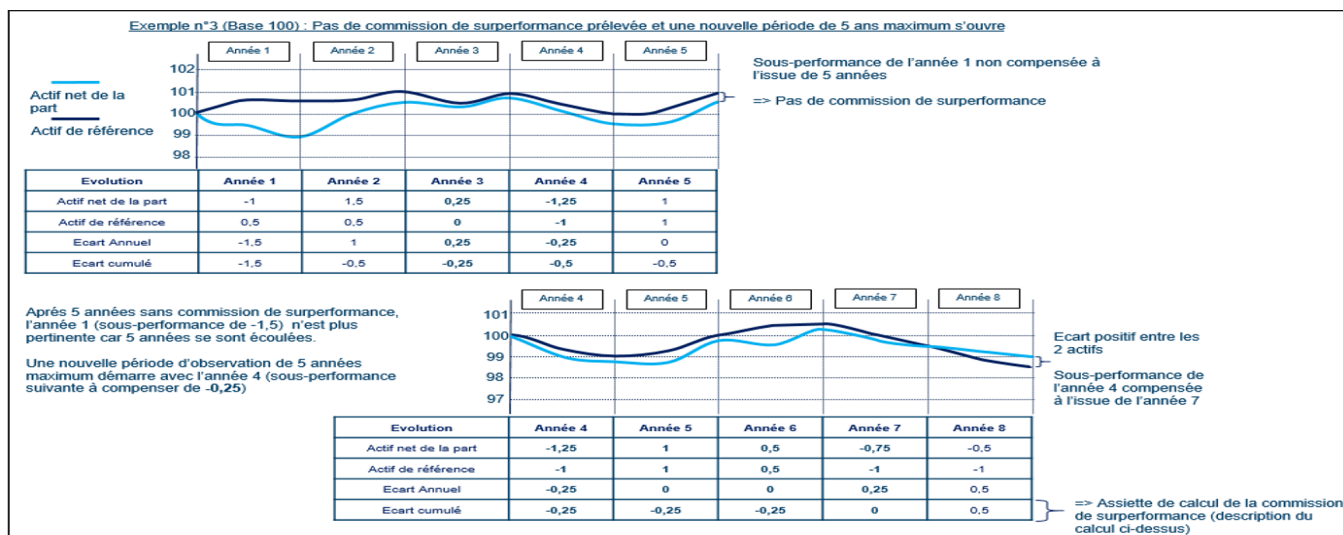 Exemple n°3 (Base 100) : Pas de commission de surperformance prélevée et une nouvelle période de 5 ans maximum s'ouvre
Année 1 Année 2 Année 3 Année 4 Année 5
102
101
100
99
98
Actif net de la
part
Actif de référence
Sous-performance de l'année 1 non compensée à
l'issue de 5 années
=> Pas de commission de surperformance
Evolution Année 1 Année 2 Année 3 Année 4 Année 5
Actif net de la part -1 1,5 0,25 -1,25 1
Actif de référence 0,5 0,5 0 -1 1
Ecart Annuel -1,5 1 0,25 -0,25 0
Ecart cumulé -1,5 -0,5 -0,25 -0,5 -0,5
Après 5 années sans commission de surperformance,
l'année 1 (sous-performance de -1,5) n'est plus
pertinente car 5 années se sont écoulées.
Une nouvelle période d'observation de 5 années
maximum démarre avec l'année 4 (sous-performance
suivante à compenser de -0,25)
Année 4 Année 5 Année 6 Année 7 Année 8
101
100
99
98
97
Ecart positif entre les
2 actifs
Sous-performance de
l'année 4 compensée
à l'issue de l'année 7
Evolution Année 4 Année 5 Année 6 Année 7 Année 8
Actif net de la part -1,25 1 0,5 -0,75 -0,5
Actif de référence -1 1 0,5 -1 -1
Ecart Annuel -0,25 0 0 0,25 0,5
Ecart cumulé -0,25 -0,25 -0,25 0 0,5
=> Assiette de calcul de la commission
de surperformance (description du
calcul ci-dessus)